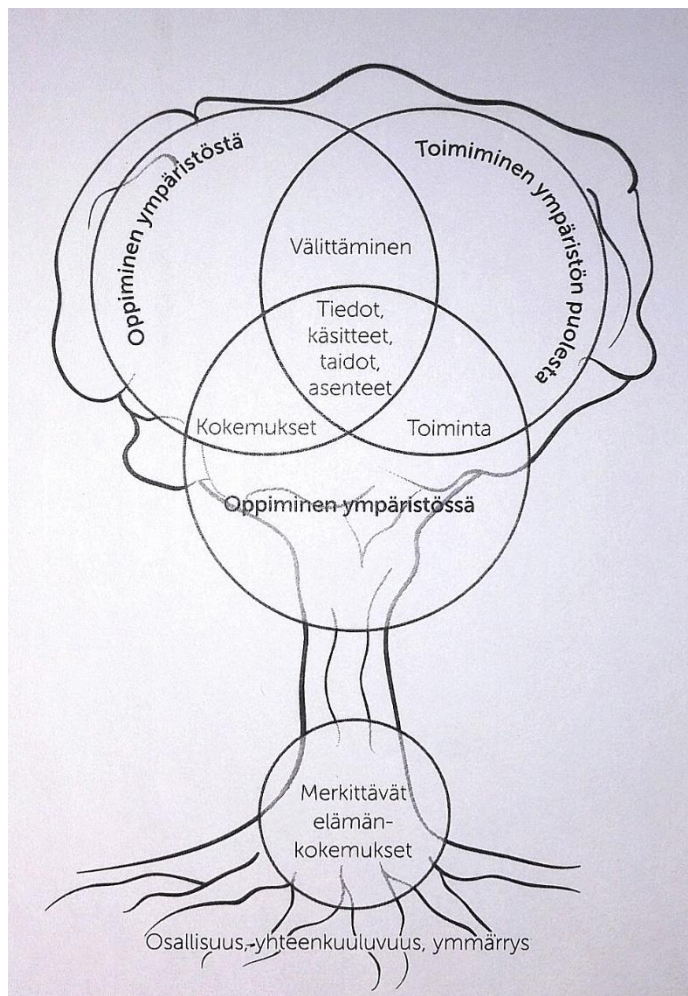 Oppiminen ympäristöstä
Toimiminen ympäristön puolesta
Välittäminen
Tiedot,
käsitteet,
taidot,
asenteet
Kokemukset
Toiminta
Oppiminen ympäristössä
Merkittävät
elämän-
kokemukset
Osallisuus, yhteenkuuluvuus, ymmärrys